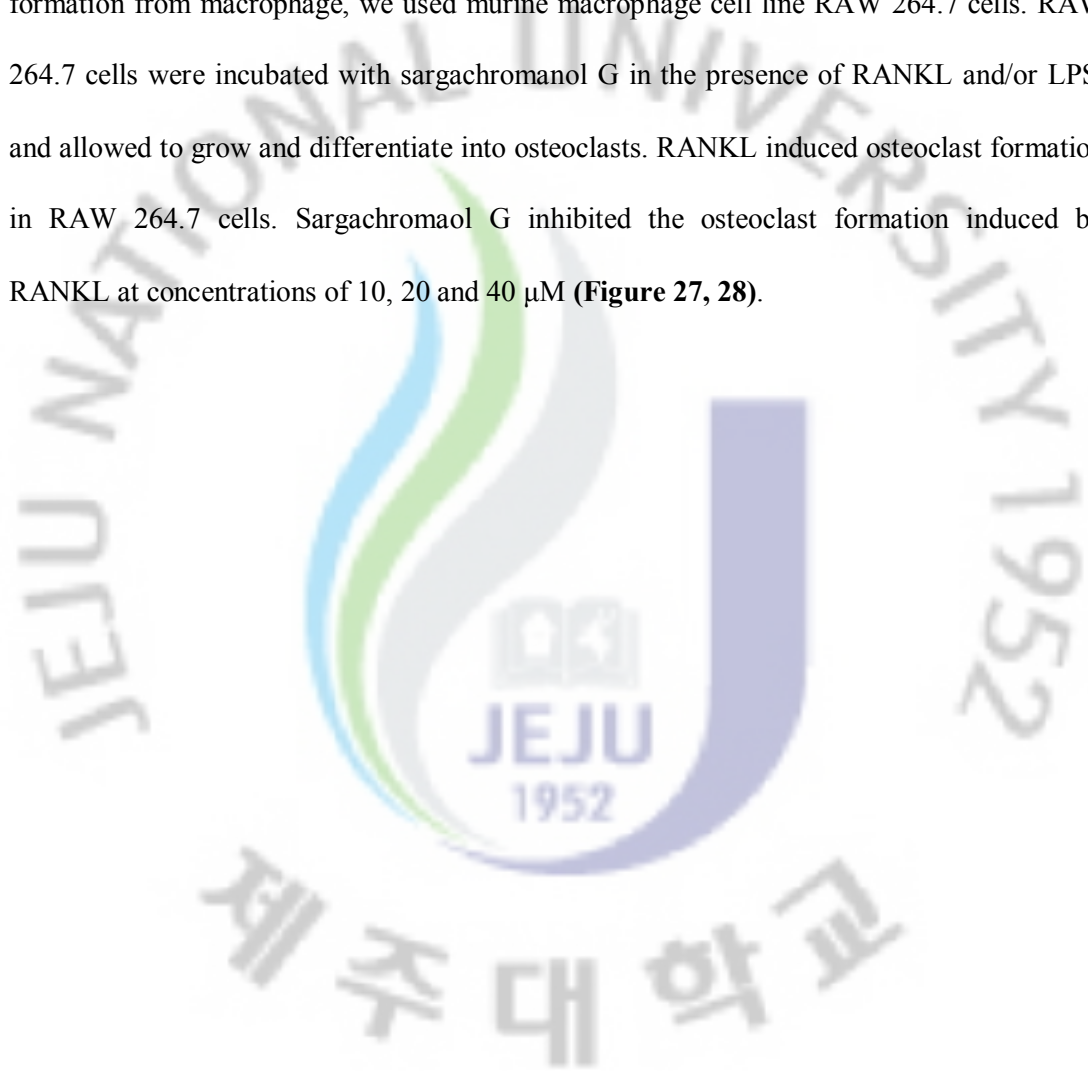 formation from macrophage, we used murine macrophage cell line RAW 264.7 cells. RAW
264.7 cells were incubated with sargachromanol G in the presence of RANKL and/or LPS
and allowed to grow and differentiate into osteoclasts. RANKL induced osteoclast formatio
in RAW 264.7 cells. Sargachromaol G inhibited the osteoclast formation induced b
RANKL at concentrations of 10, 20 and 40 μM (Figure 27, 28).
JEJU NATIONAL UNIVERSITY 1952
JEJU
1952
제주대학교